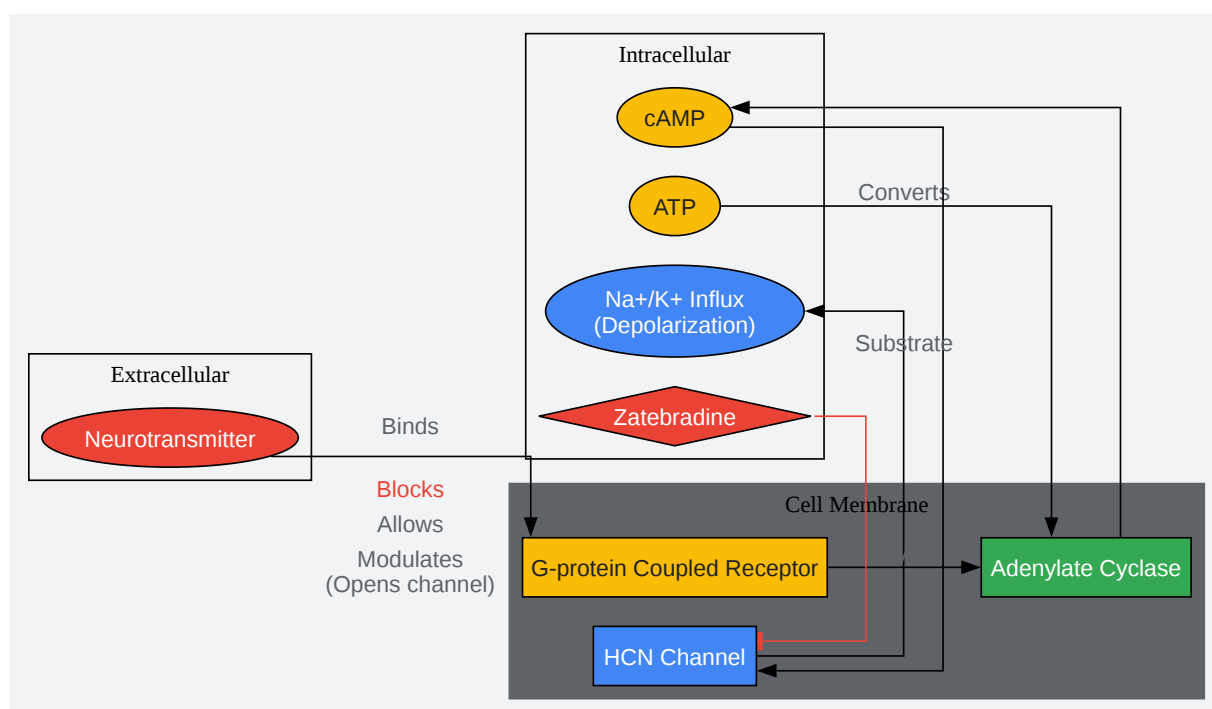 Intracellular
cAMP
ATP
Converts
Na+/K+ Influx
(Depolarization)
Substrate
Extracellular
Neurotransmitter
Binds
Zatebradine
Blocks
Allows
Modulates
(Opens channel)
Cell Membrane
G-protein Coupled Receptor
Adenylate Cyclase
HCN Channel